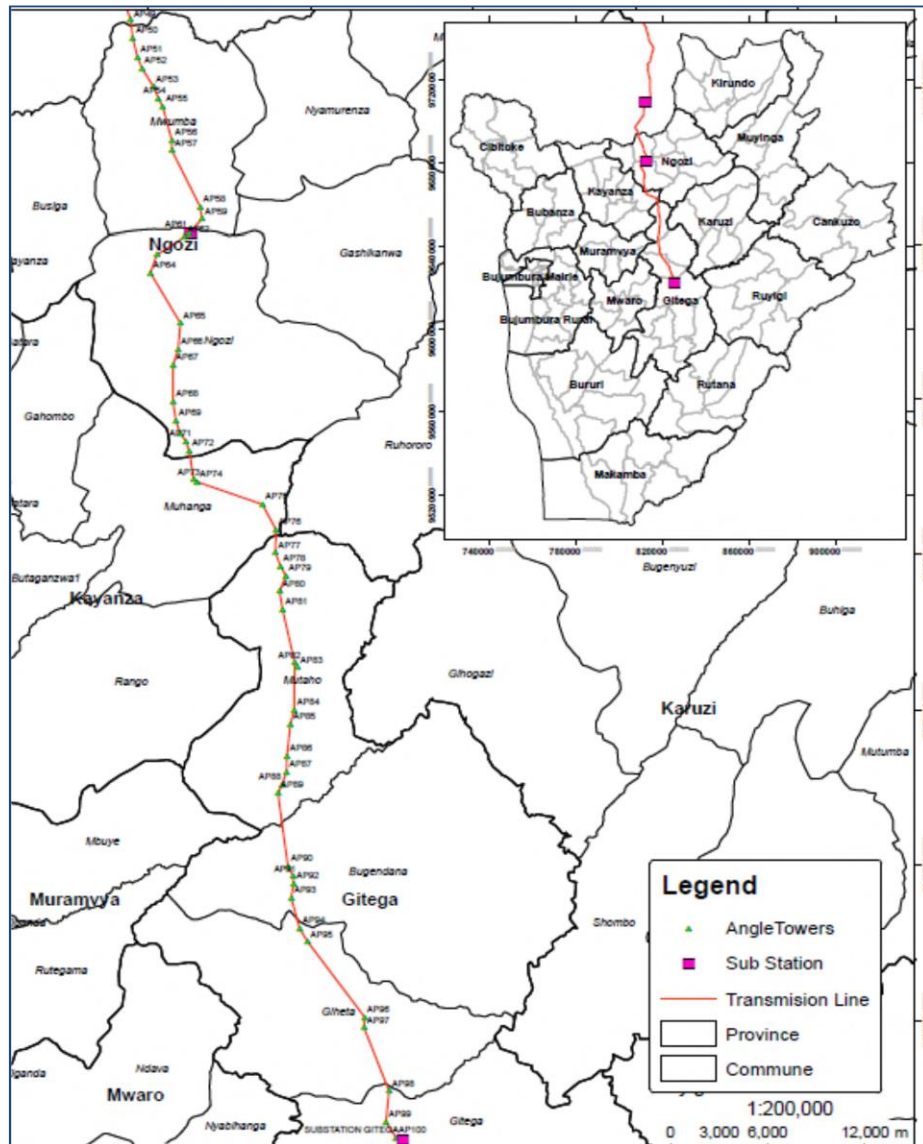 AP49
AP50
AP51
AP52
AP53
AP54
AP55
Mwumba
AP56
AP57
Nyamurenza
Busiga
AP58
AP59
AP61
Ngozi
AP64
Gashikanwa
AP65
Ngozi
AP66
AP67
AP68
Gahombo
AP69
AP71
AP72
Ruhororo
AP73
AP74
Muhanga
AP75
AP76
AP77
AP78
AP79
Butaganzwa1
AP80
Kayanza
AP81
AP82
AP83
Mutaho
Rango
Gihogazi
Buhiga
Bugenyuzi
AP84
Karuzi
AP85
AP86
Mutumba
AP87
AP88
AP89
Mbuye
AP90
AP92
Bugendana
AP93
Muramvya
Gitega
AP94
AP95
Shombo
Rutegama
AP96
Giheta
AP97
Ndava
AP98
Mwaro
AP99
Nyabihanga
SUBSTATION GITEGA
AP100
Gitega
Kirundo
Cibitoke
Muyinga
Ngozi
Kayanza
Bubanza
Karuzi
Cankuzo
Muramvya
Bujumbura Mairie
Mwaro
Gitega
Ruyigi
Bujumbura Rural
Bururi
Rutana
Makamba
9720000
9680000
9640000
9600000
9560000
9520000
740000 780000 820000 860000 900000
Legend
AngleTowers
Sub Station
Transmision Line
Province
Commune
1:200,000
0 3,000 6,000 12,000 m